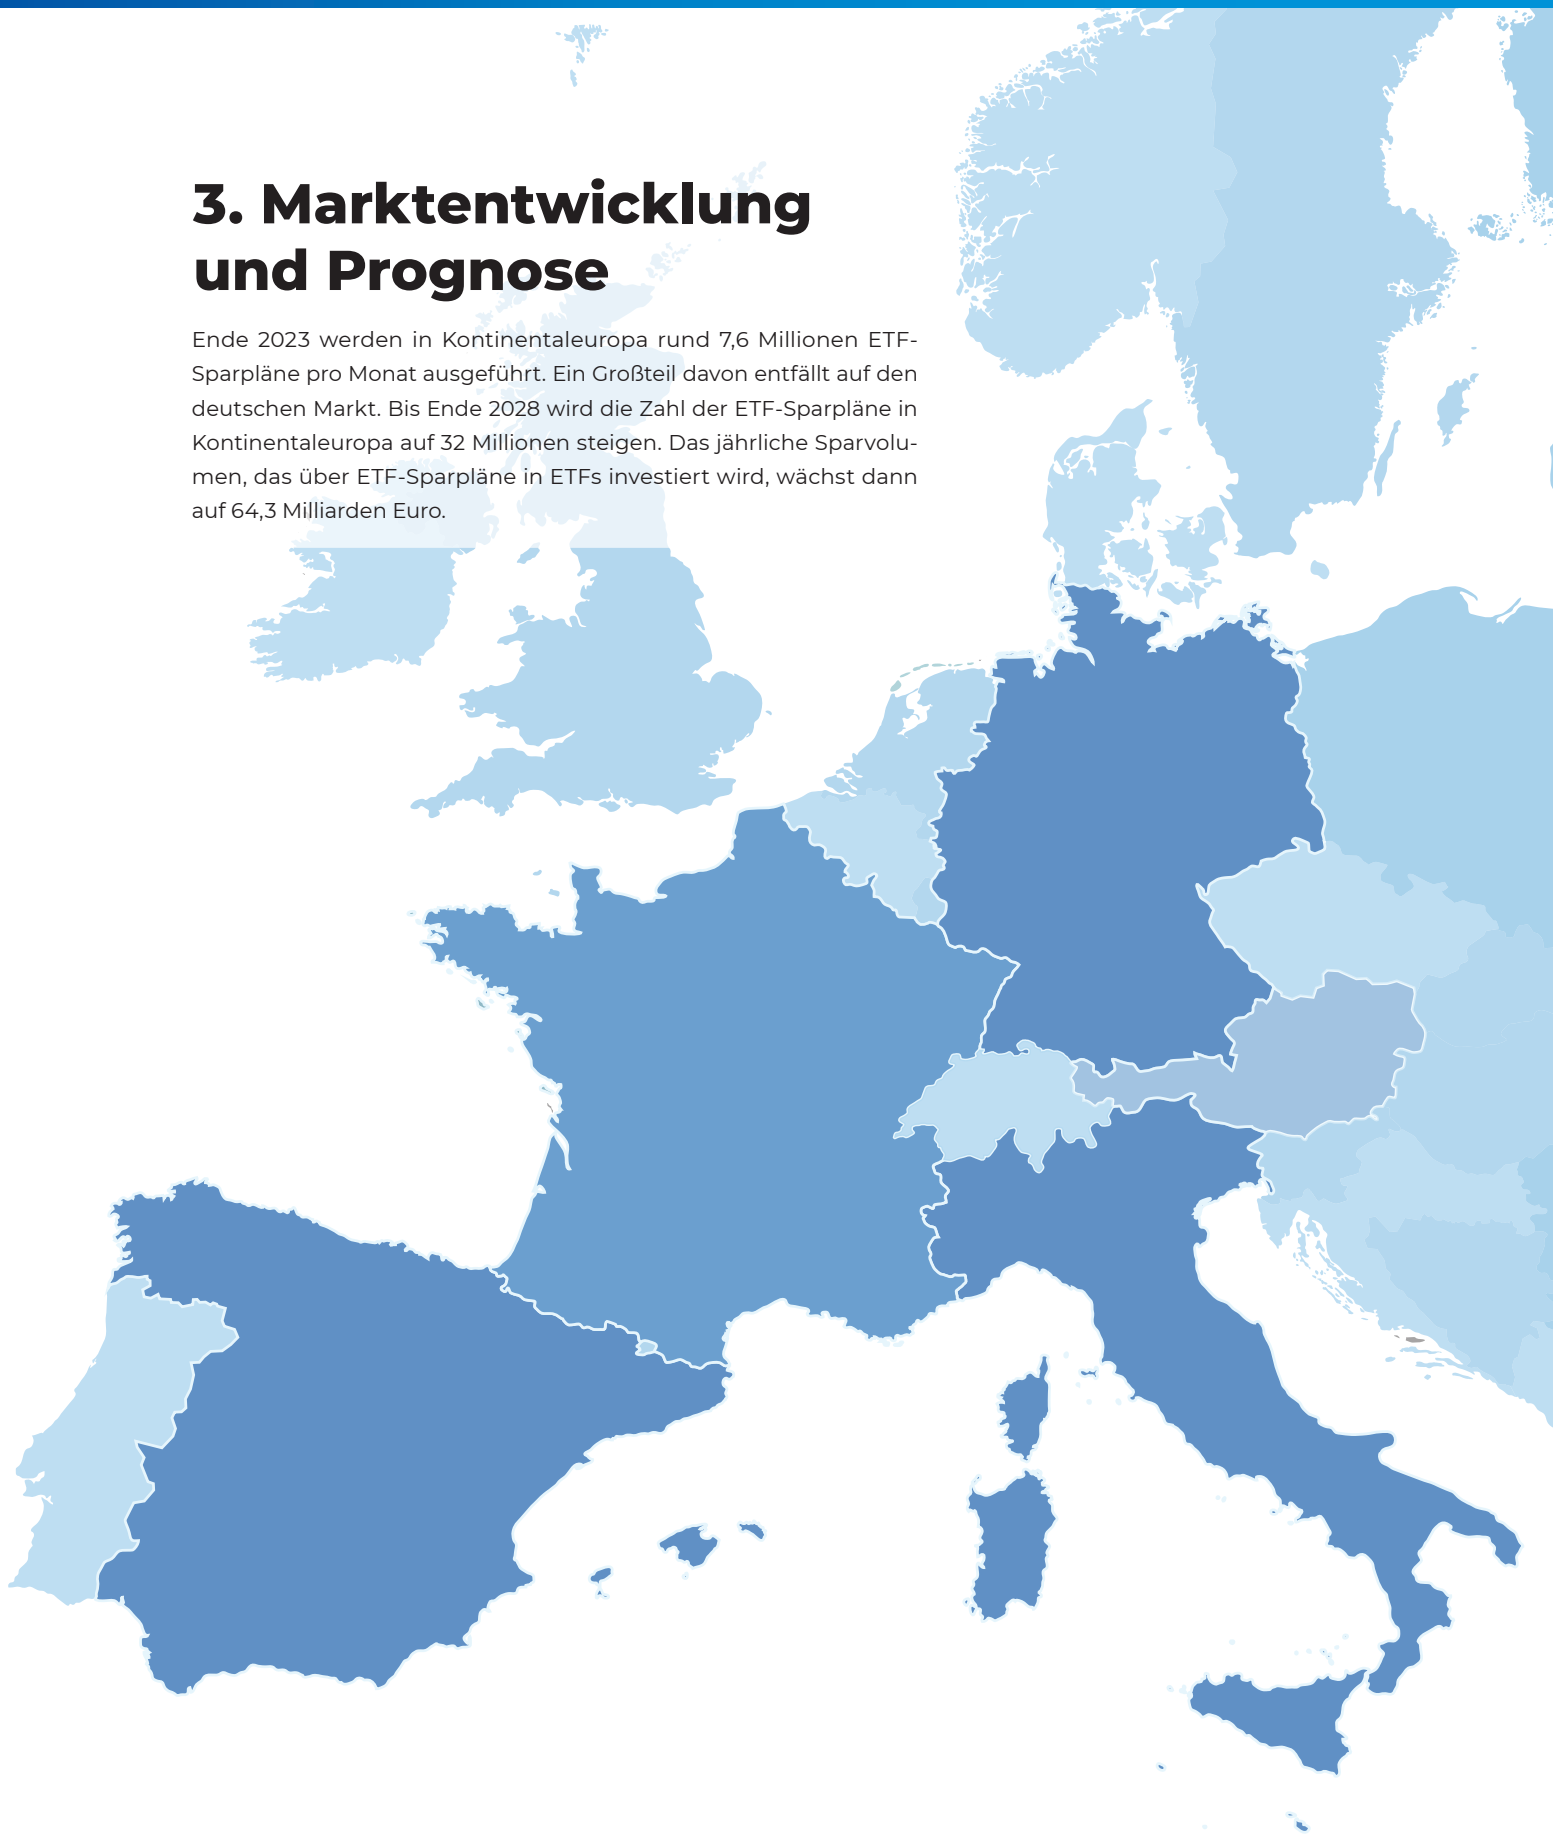 3. Marktentwicklung
und Prognose
Ende 2023 werden in Kontinentaleuropa rund 7,6 Millionen ETF-
Sparpläne pro Monat ausgeführt. Ein Großteil davon entfällt auf den
deutschen Markt. Bis Ende 2028 wird die Zahl der ETF-Sparpläne in
Kontinentaleuropa auf 32 Millionen steigen. Das jährliche Sparvolu-
men, das über ETF-Sparpläne in ETFs investiert wird, wächst dann
auf 64,3 Milliarden Euro.